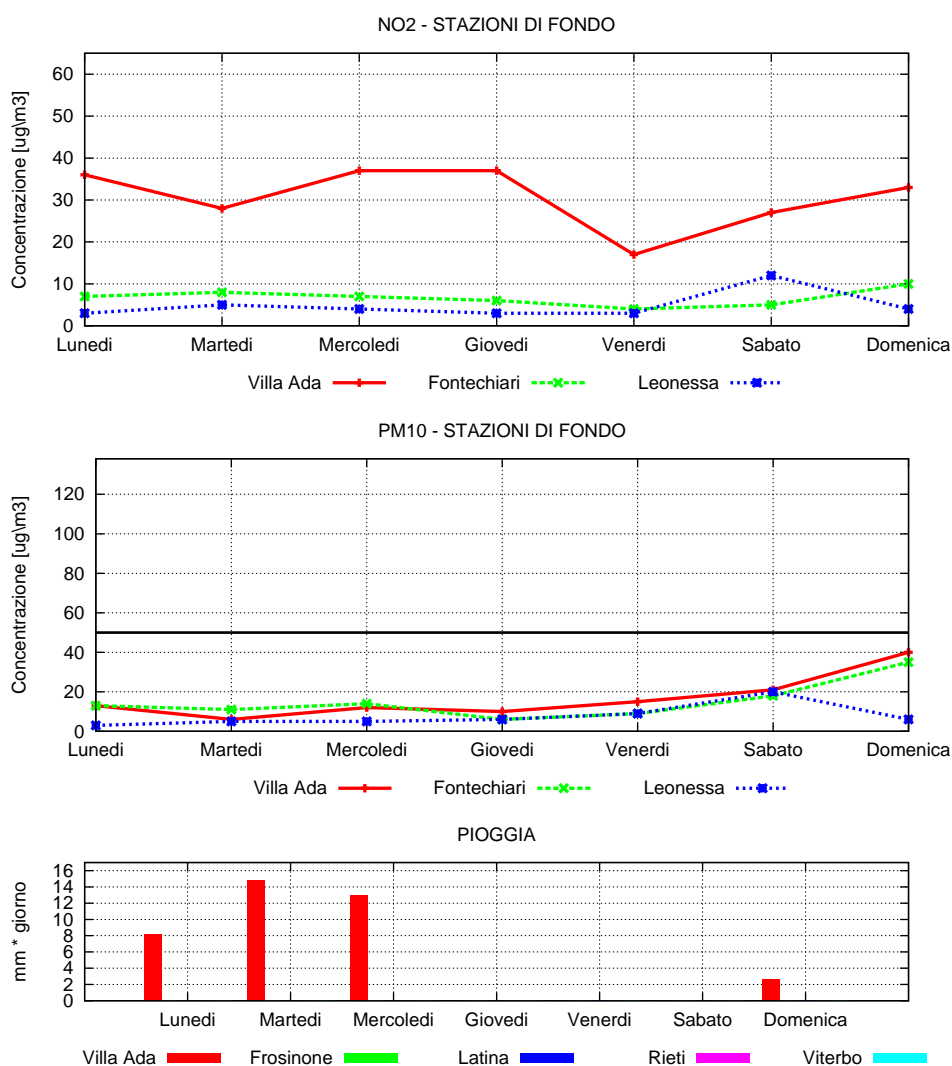 NO2 - STAZIONI DI FONDO
Concentrazione [ug\m3]
60
50
40
30
20
10
0
Lunedi Martedi Mercoledi Giovedi Venerdi Sabato Domenica
Villa Ada Fontechiari Leonessa
PM10 - STAZIONI DI FONDO
Concentrazione [ug\m3]
120
100
80
60
40
20
0
Lunedi Martedi Mercoledi Giovedi Venerdi Sabato Domenica
Villa Ada Fontechiari Leonessa
PIOGGIA
mm * giorno
16
14
12
10
8
6
4
2
0
Lunedi Martedi Mercoledi Giovedi Venerdi Sabato Domenica
Villa Ada Frosinone Latina Rieti Viterbo